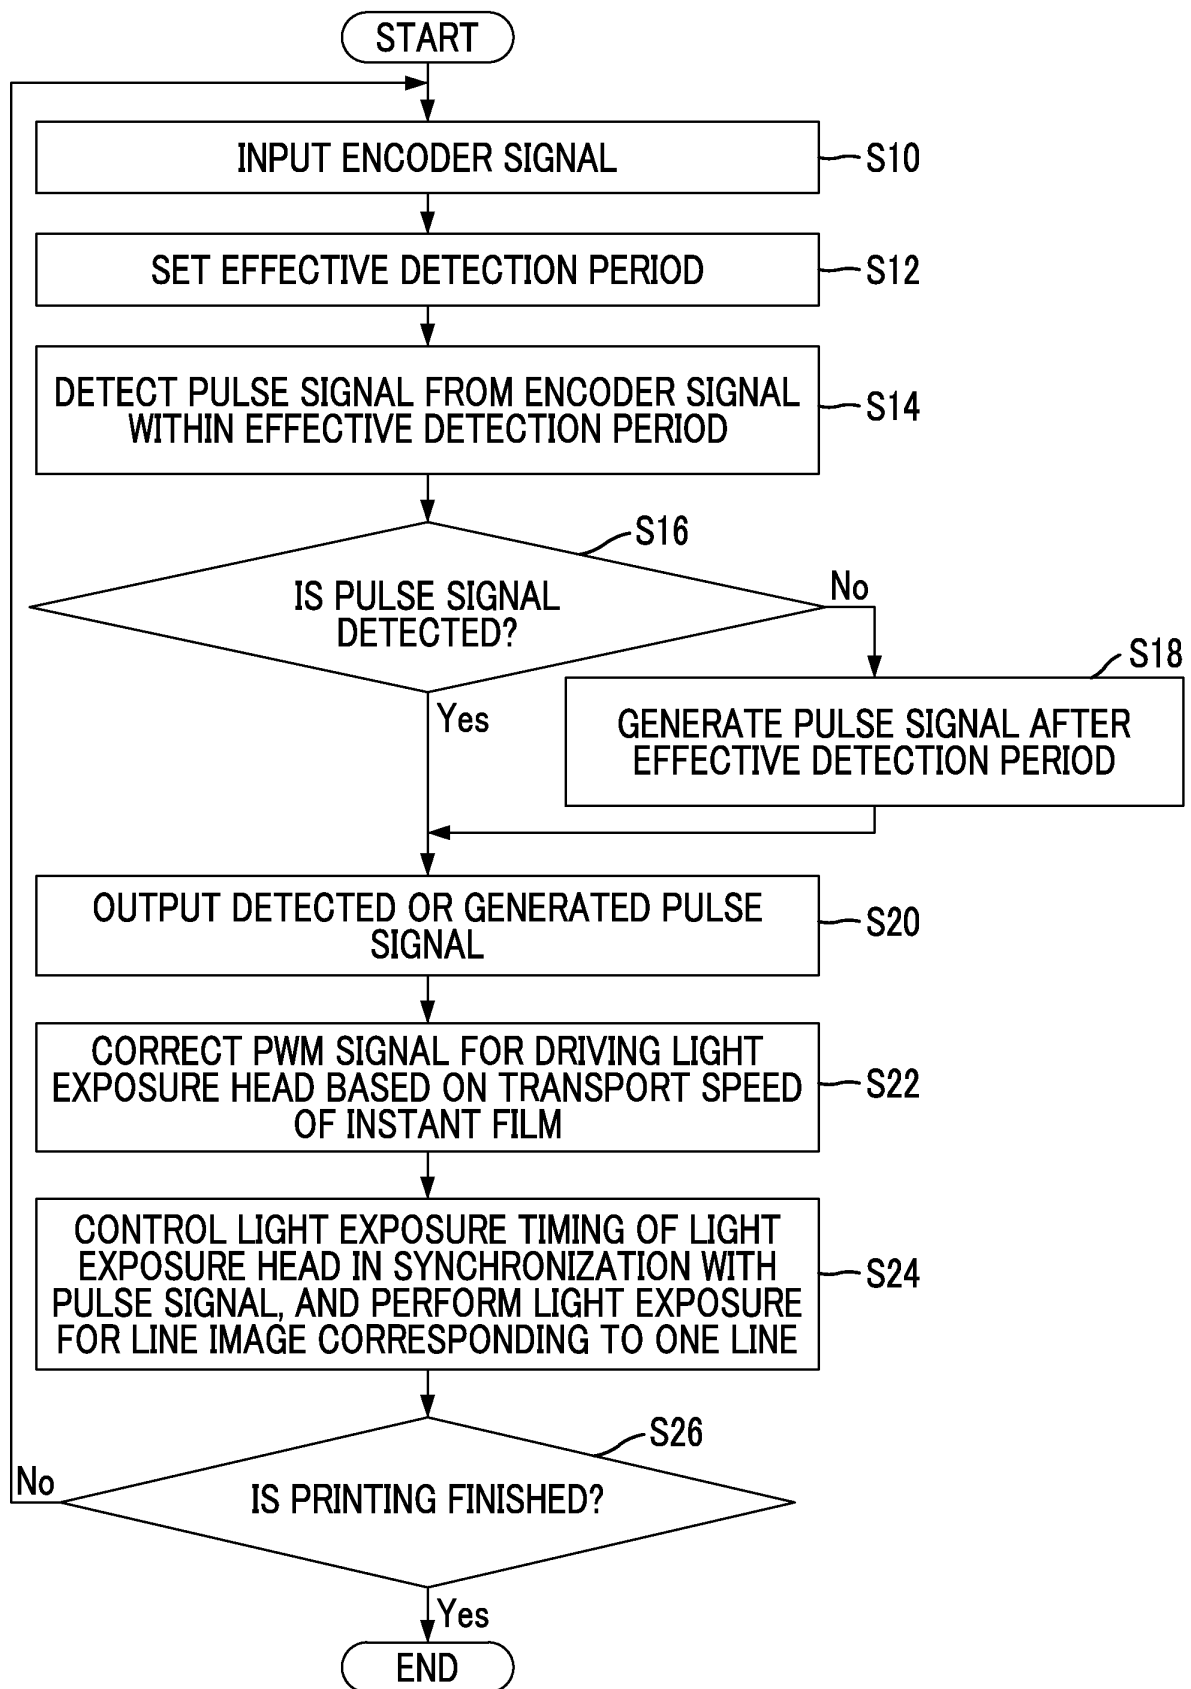 START
INPUT ENCODER SIGNAL
S10
SET EFFECTIVE DETECTION PERIOD
S12
DETECT PULSE SIGNAL FROM ENCODER SIGNAL
WITHIN EFFECTIVE DETECTION PERIOD
S14
S16
IS PULSE SIGNAL
DETECTED?
No
Yes
S18
GENERATE PULSE SIGNAL AFTER
EFFECTIVE DETECTION PERIOD
OUTPUT DETECTED OR GENERATED PULSE
SIGNAL
S20
CORRECT PWM SIGNAL FOR DRIVING LIGHT
EXPOSURE HEAD BASED ON TRANSPORT SPEED
OF INSTANT FILM
S22
CONTROL LIGHT EXPOSURE TIMING OF LIGHT
EXPOSURE HEAD IN SYNCHRONIZATION WITH
PULSE SIGNAL, AND PERFORM LIGHT EXPOSURE
FOR LINE IMAGE CORRESPONDING TO ONE LINE
S24
S26
No
IS PRINTING FINISHED?
Yes
END